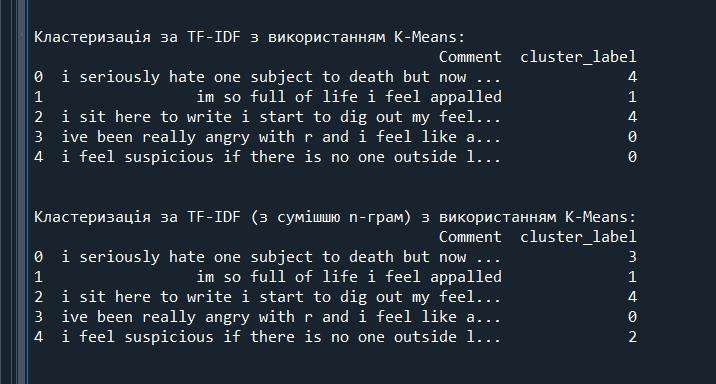 Кластеризація за TF-IDF з використанням K-Means:
Comment cluster_label
0 i seriously hate one subject to death but now ... 4
1 im so full of life i feel appalled 1
2 i sit here to write i start to dig out my feel... 4
3 ive been really angry with r and i feel like a... 0
4 i feel suspicious if there is no one outside l... 0
Кластеризація за TF-IDF (з сумішшю n-грам) з використанням K-Means:
Comment cluster_label
0 i seriously hate one subject to death but now ... 3
1 im so full of life i feel appalled 1
2 i sit here to write i start to dig out my feel... 4
3 ive been really angry with r and i feel like a... 0
4 i feel suspicious if there is no one outside l... 2